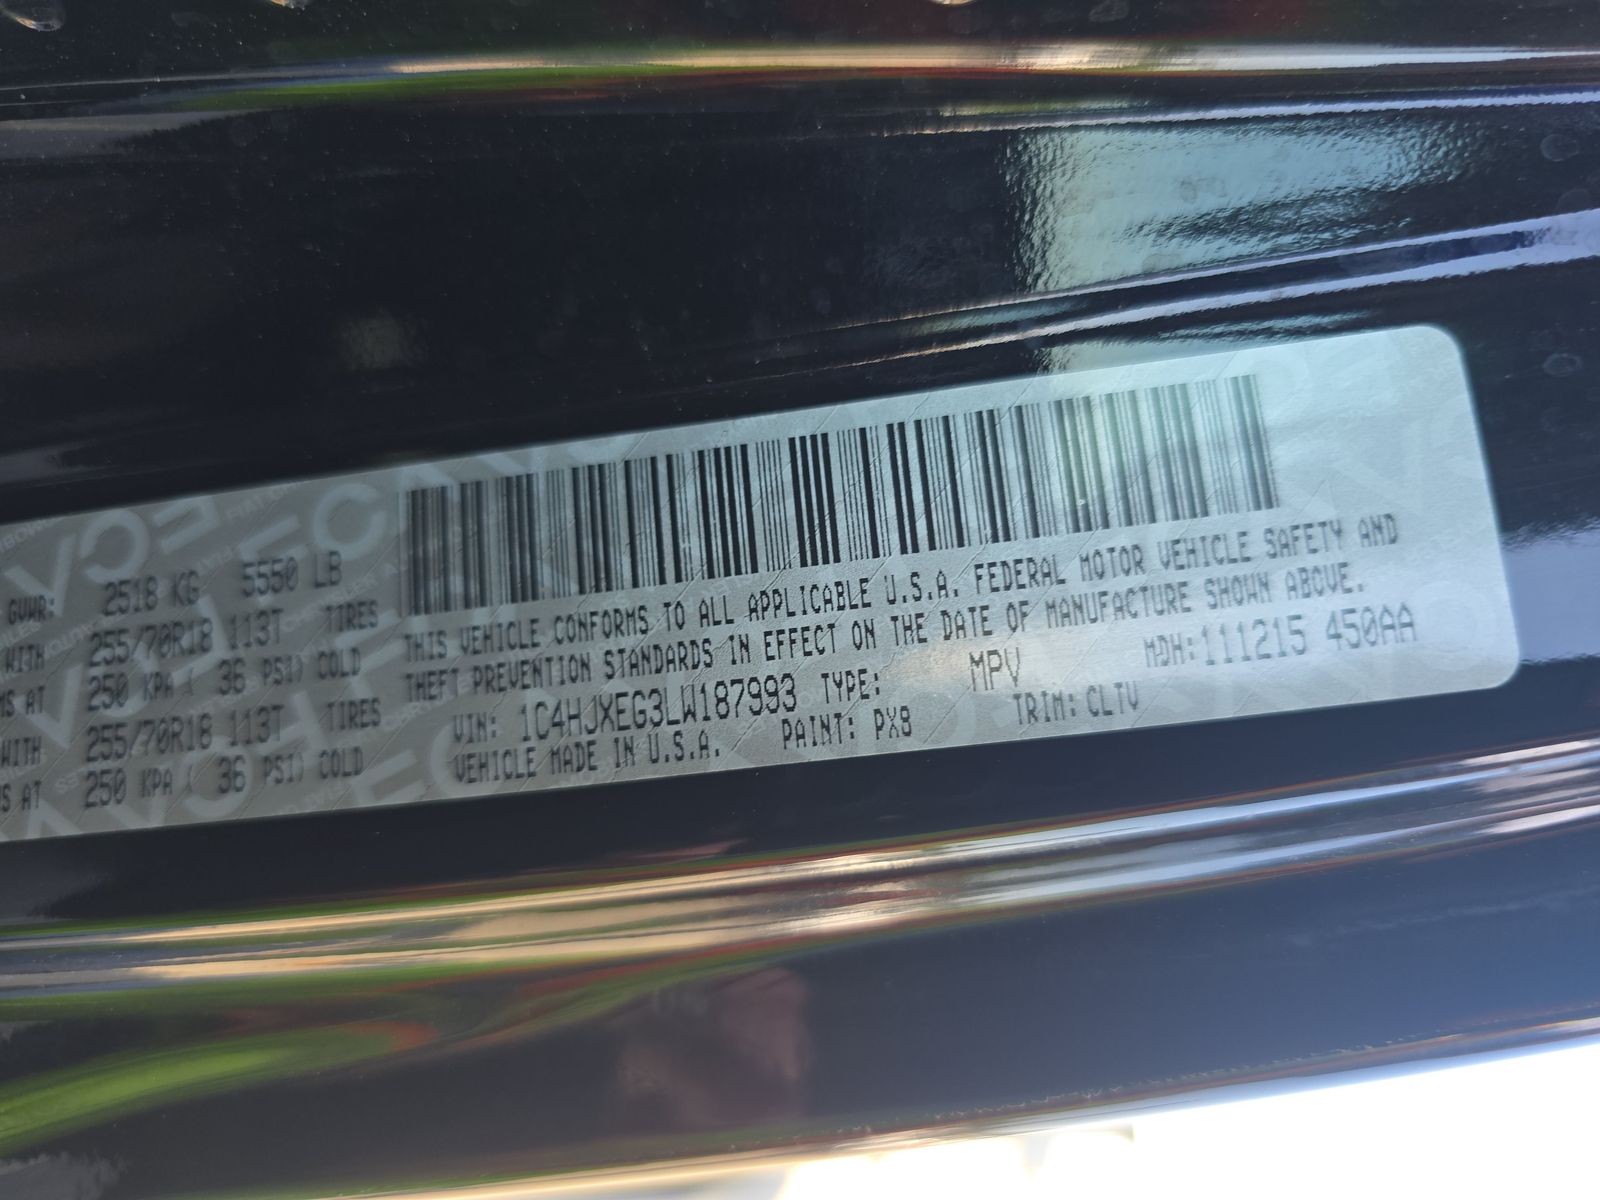 GVWR: 2518 KG 5550 LB
WITH 255/70R18 113T TIRES
MS AT 250 KPA ( 36 PSI) COLD
WITH 255/70R18 113T TIRES
MS AT 250 KPA ( 36 PSI) COLD
THIS VEHICLE CONFORMS TO ALL APPLICABLE U.S.A. FEDERAL MOTOR VEHICLE SAFETY AND
THEFT PREVENTION STANDARDS IN EFFECT ON THE DATE OF MANUFACTURE SHOWN ABOVE.
VIN: 1C4HJXEG3LW187993 TYPE: MPV MDH:111215 450AA
VEHICLE MADE IN U.S.A. PAINT: PX8 TRIM: CLTV